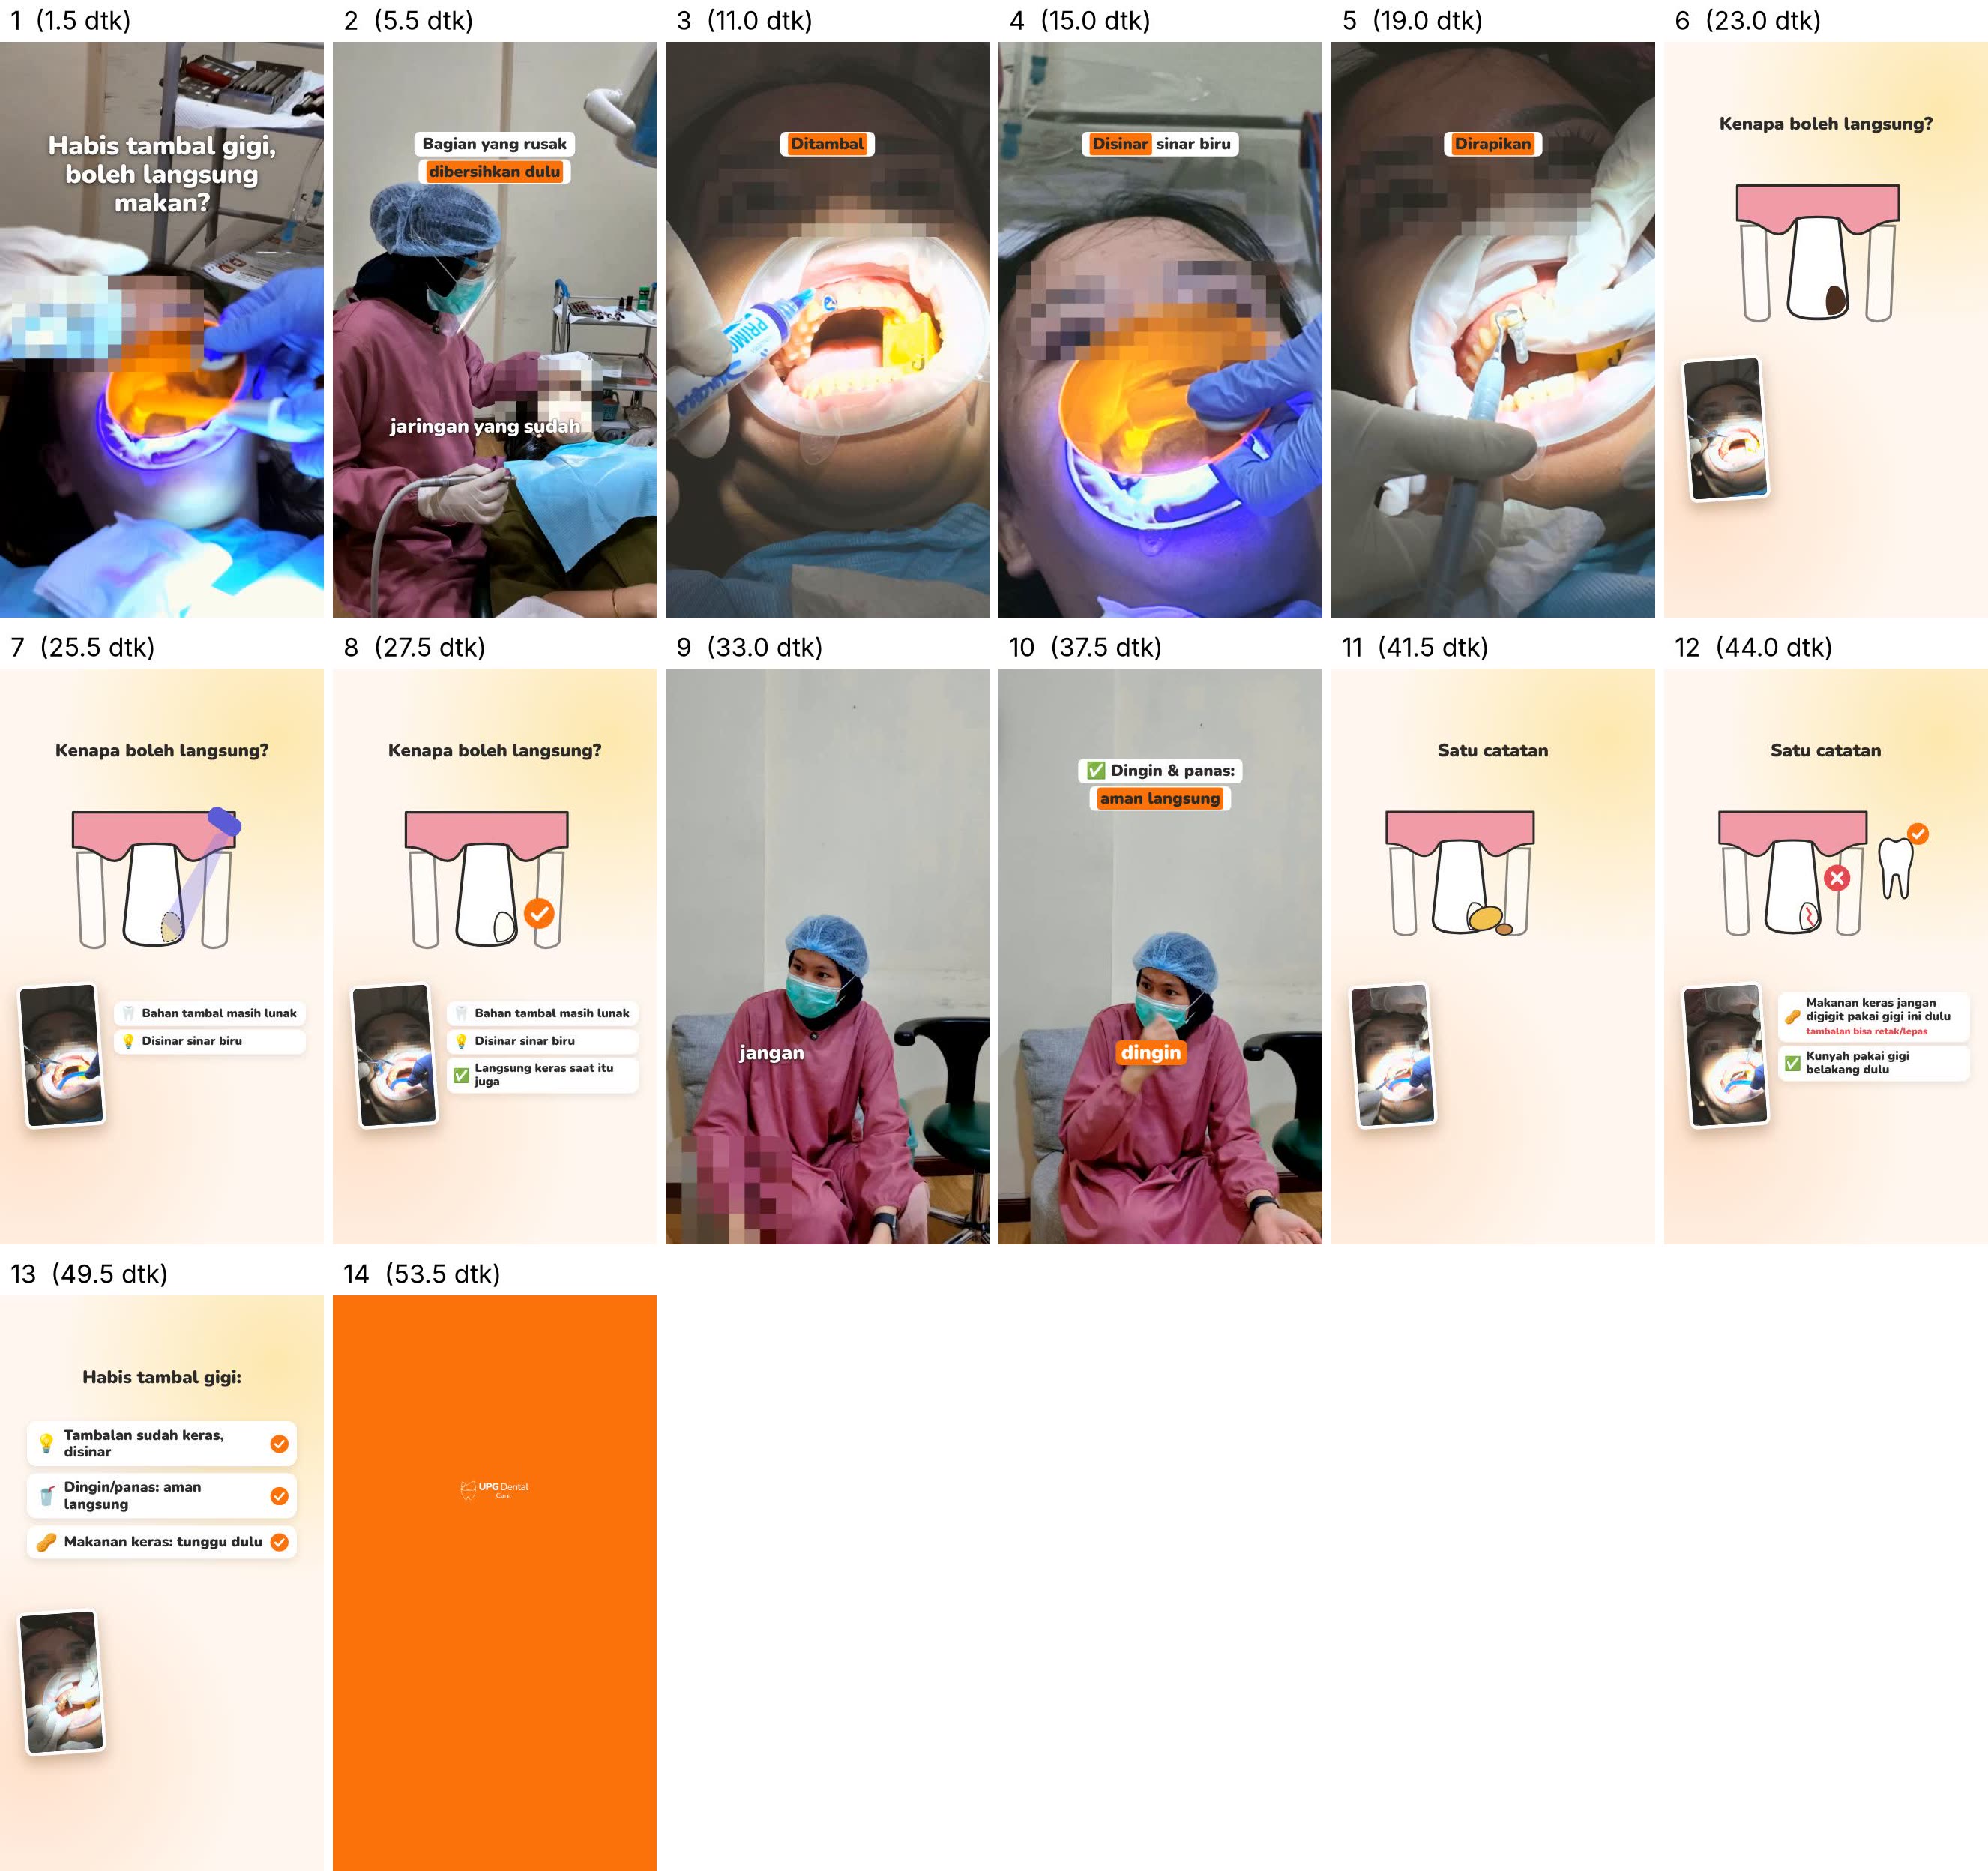 1 (1.5 dtk)
Habis tambal gigi,
boleh langsung
makan?
2 (5.5 dtk)
Bagian yang rusak
dibersihkan dulu
jaringan yang sudah
3 (11.0 dtk)
Ditambal
4 (15.0 dtk)
Disinar sinar biru
5 (19.0 dtk)
Dirapikan
6 (23.0 dtk)
Kenapa boleh langsung?
7 (25.5 dtk)
Kenapa boleh langsung?
Bahan tambal masih lunak
Disinar sinar biru
8 (27.5 dtk)
Kenapa boleh langsung?
Bahan tambal masih lunak
Disinar sinar biru
Langsung keras saat itu
juga
9 (33.0 dtk)
jangan
10 (37.5 dtk)
Dingin & panas:
aman langsung
dingin
11 (41.5 dtk)
Satu catatan
12 (44.0 dtk)
Satu catatan
Makanan keras jangan
digigit pakai gigi ini dulu
tambalan bisa retak/lepas
Kunyah pakai gigi
belakang dulu
13 (49.5 dtk)
Habis tambal gigi:
Tambalan sudah keras,
disinar
Dingin/panas: aman
langsung
Makanan keras: tunggu dulu
14 (53.5 dtk)
UPG Dental
Care